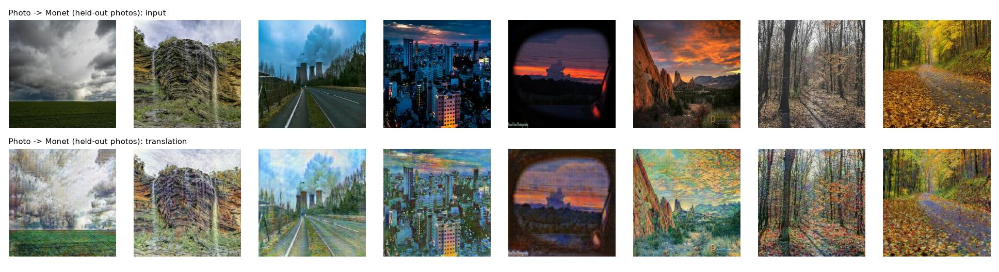 Photo -> Monet (held-out photos): input
Photo -> Monet (held-out photos): translation